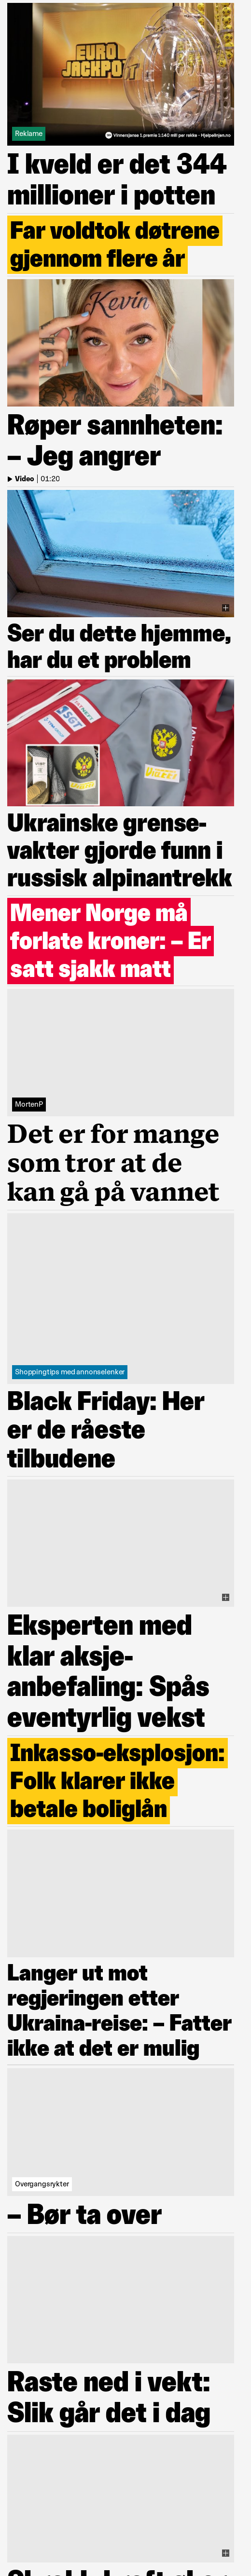 EURO
JACKPOT
Reklame
Vinnersjanse 1.premie 1:140 mill per rekke - Hjelpelinjen.no
I kveld er det 344
millioner i potten
Far voldtok døtrene
gjennom flere år
Kevin
Røper sannheten:
– Jeg angrer
Video | 01:20
Ser du dette hjemme,
har du et problem
SGT
Ukrainske grense-
vakter gjorde funn i
russisk alpinantrekk
Mener Norge må
forlate kroner: – Er
satt sjakk matt
MortenP
Det er for mange
som tror at de
kan gå på vannet
Shoppingtips med annonselenker
Black Friday: Her
er de råeste
tilbudene
Eksperten med
klar aksje-
anbefaling: Spås
eventyrlig vekst
Inkasso-eksplosjon:
Folk klarer ikke
betale boliglån
Langer ut mot
regjeringen etter
Ukraina-reise: – Fatter
ikke at det er mulig
Overgangsrykter
– Bør ta over
Raste ned i vekt:
Slik går det i dag